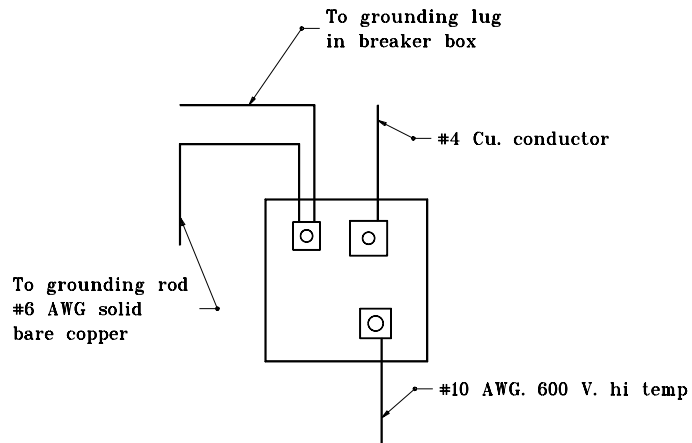 To grounding lug
in breaker box
#4 Cu. conductor
To grounding rod
#6 AWG solid
bare copper
#10 AWG. 600 V. hi temp